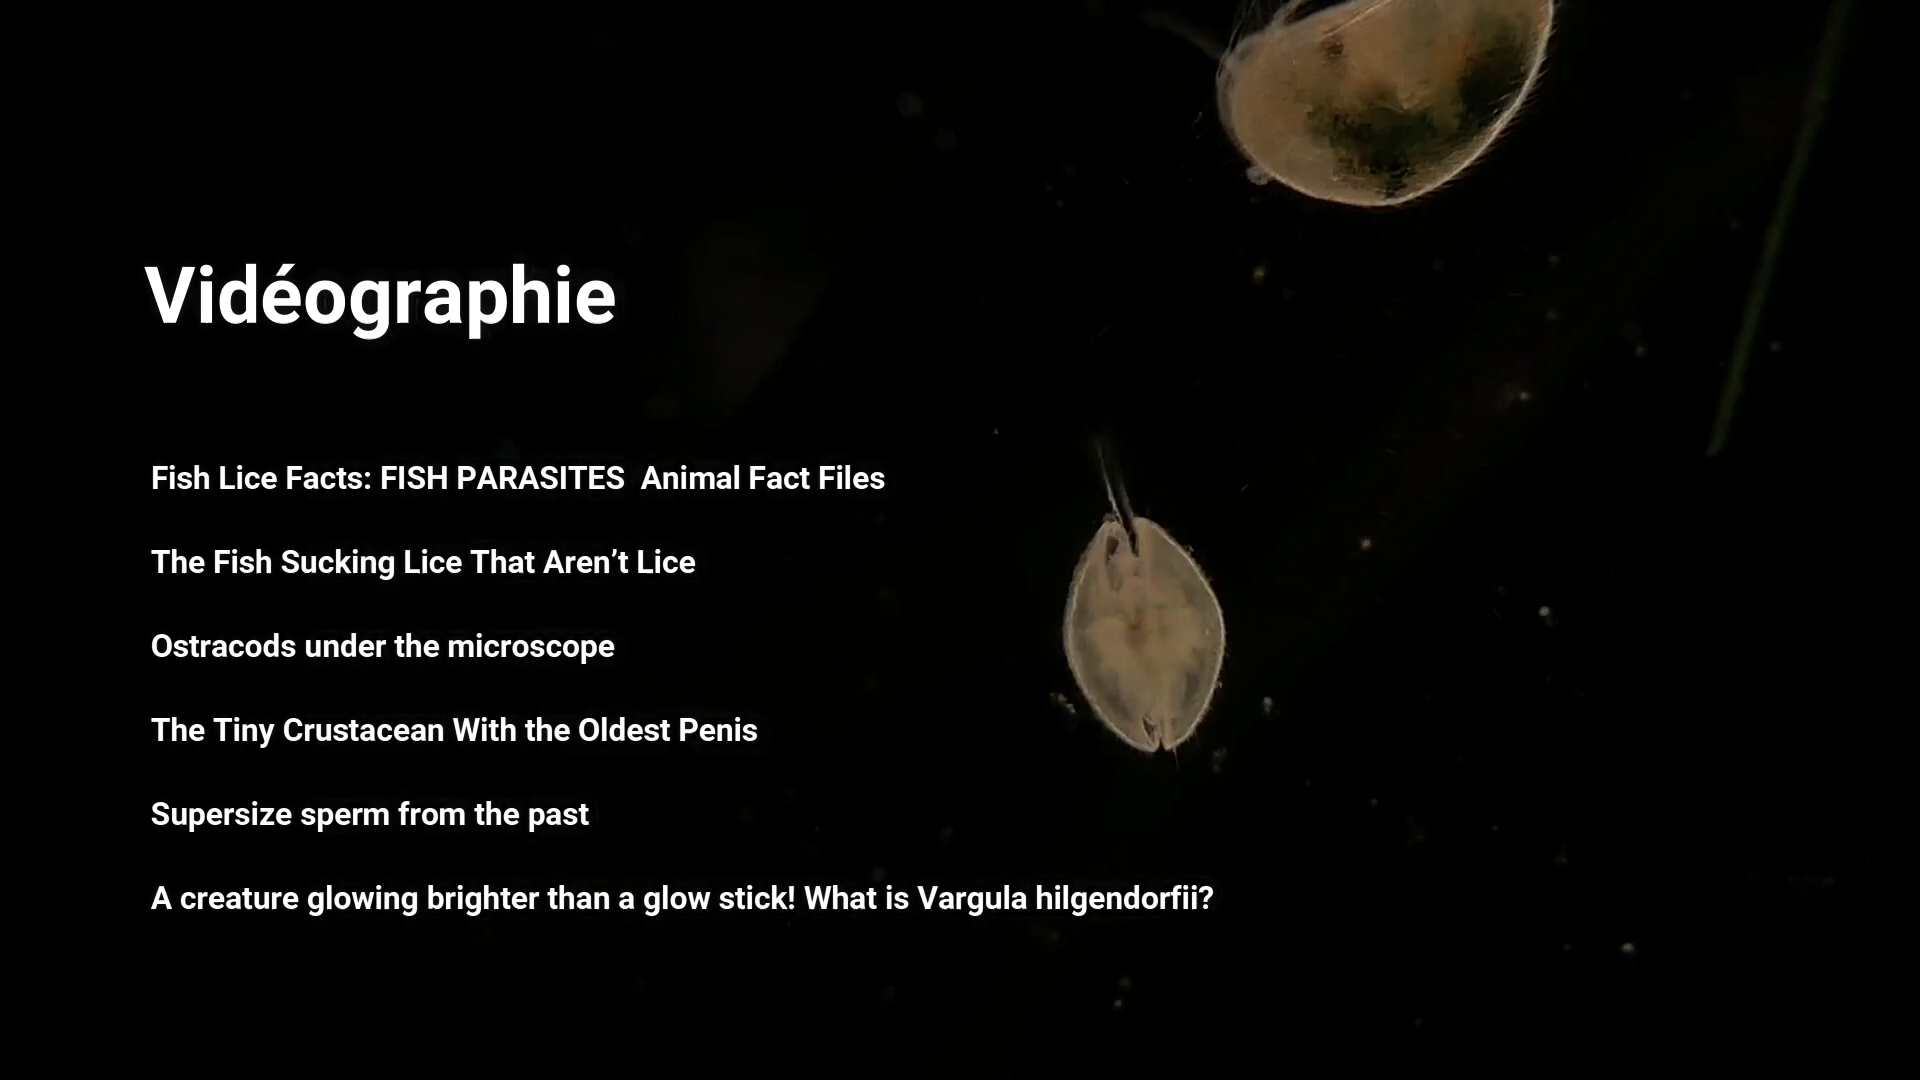 Vidéographie
Fish Lice Facts: FISH PARASITES  Animal Fact Files
The Fish Sucking Lice That Aren’t Lice
Ostracods under the microscope
The Tiny Crustacean With the Oldest Penis
Supersize sperm from the past
A creature glowing brighter than a glow stick! What is Vargula hilgendorfii?